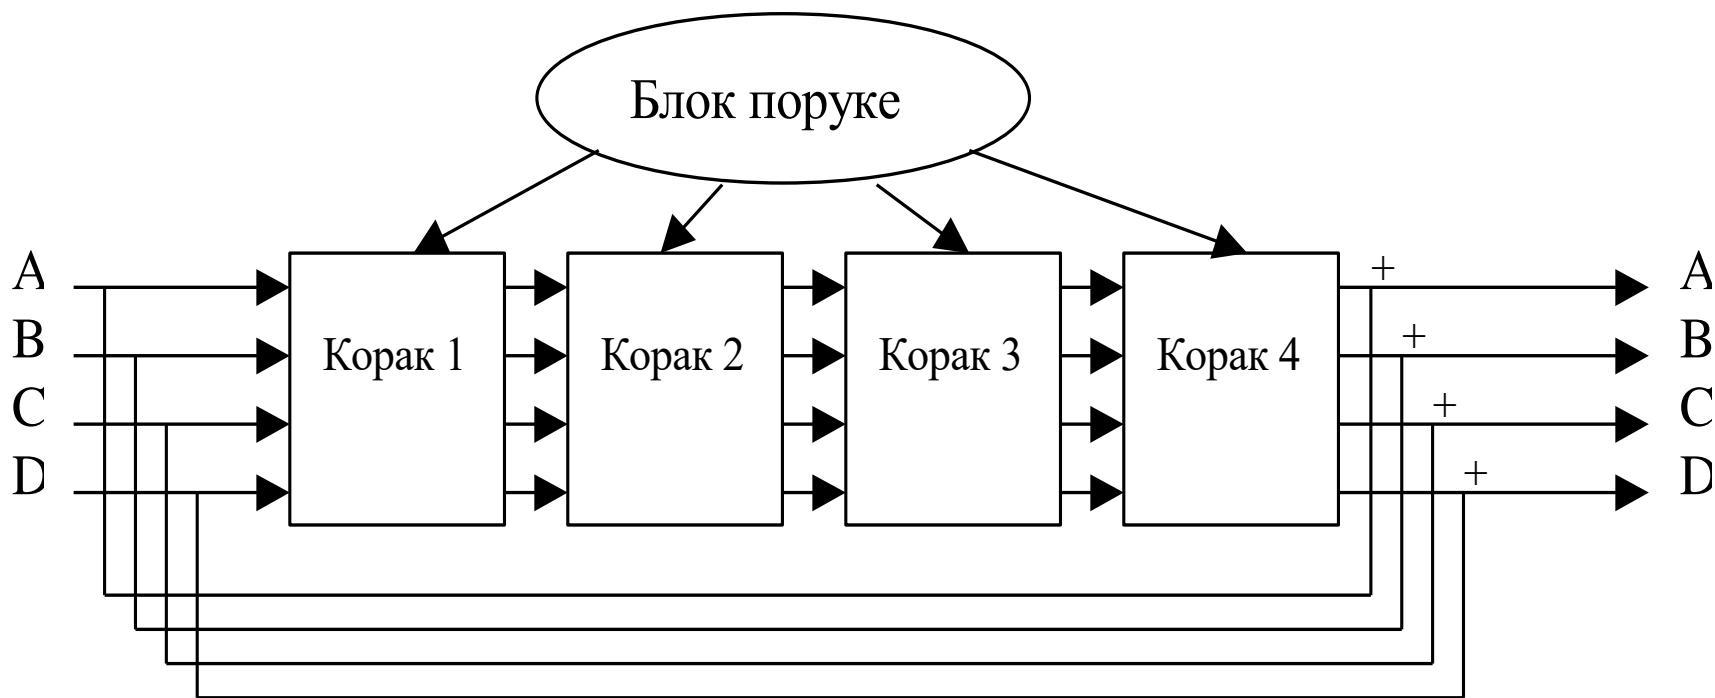 Блок поруке
A
B
C
D
Корак 1
Корак 2
Корак 3
Корак 4
+
+
+
+
A
B
C
D